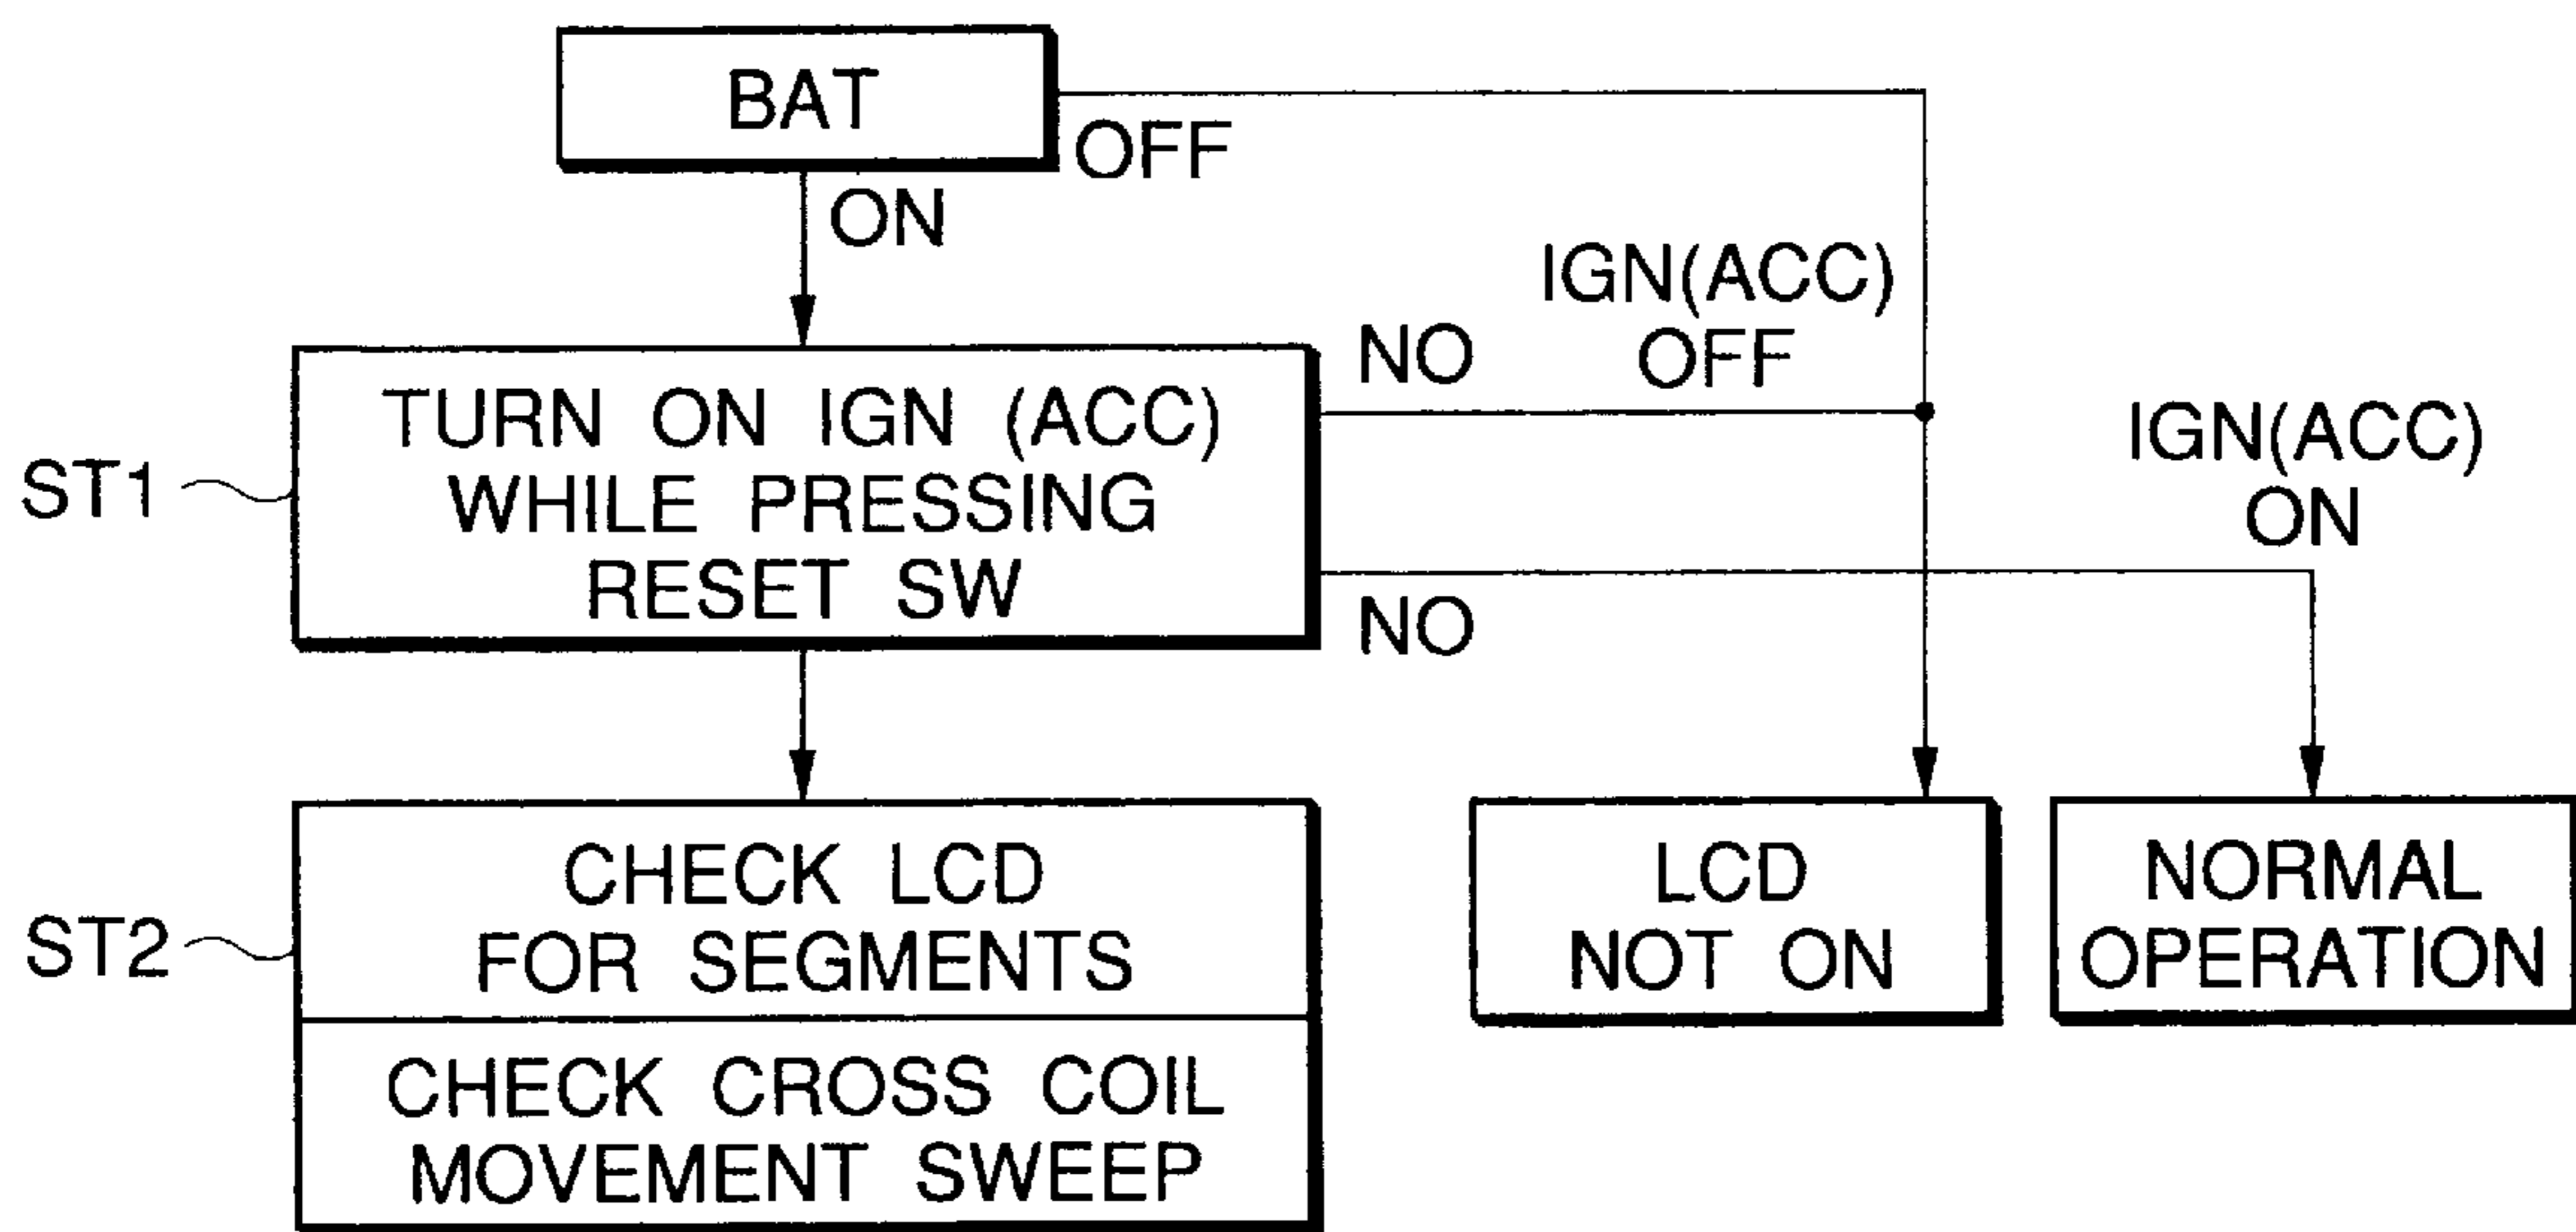 BAT
OFF
ON
IGN(ACC)
OFF
NO
IGN(ACC)
ON
ST1
TURN ON IGN (ACC)
WHILE PRESSING
RESET SW
NO
ST2
CHECK LCD
FOR SEGMENTS
CHECK CROSS COIL
MOVEMENT SWEEP
LCD
NOT ON
NORMAL
OPERATION